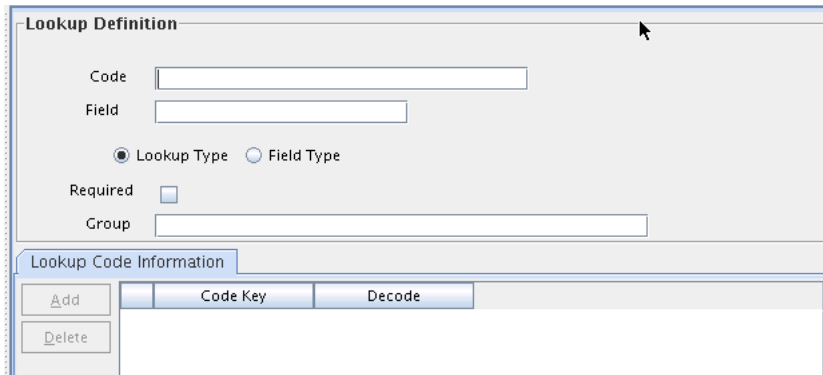 Lookup Definition
Code
Field
Lookup Type Field Type
Required
Group
Lookup Code Information
Add Code Key Decode
Delete